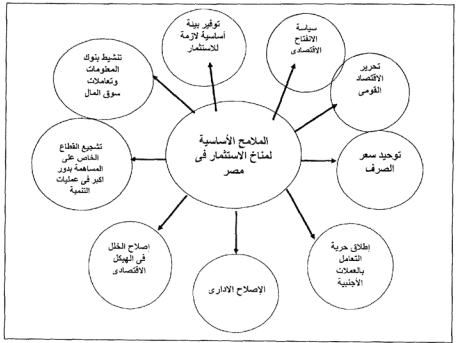 الملامح الأساسية
لمناخ الاستثمار فى
مصر
سياسة
الانفتاح
الاقتصادى
تحرير
الاقتصاد
القومى
توحيد سعر
الصرف
إطلاق حرية
التعامل
بالعملات
الأجنبية
الإصلاح الادارى
إصلاح الخلل
فى الهيكل
الاقتصادى
تشجيع القطاع
الخاص على
المساهمة بدور
اكبر فى عمليات
التنمية
تنشيط بنوك
المعلومات
وتعاملات
سوق المال
توفير بيئة
أساسية لازمة
للاستثمار